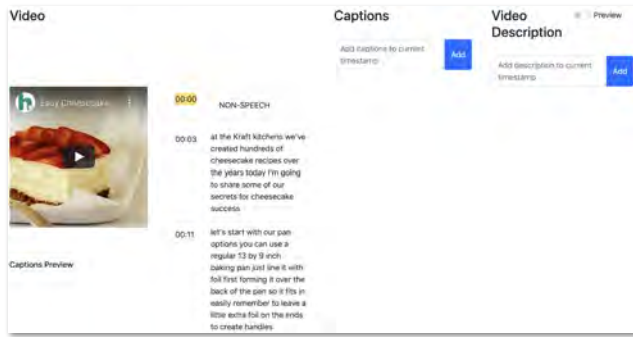 Video
Captions
Video
Description
Preview
Add captions to current
timestamp
Add
Add description to current
timestamp
Add
Easy Cheesecake
00:00
NON-SPEECH
00:03
at the Kraft kitchens we've
created hundreds of
cheesecake recipes over
the years today I'm going
to share some of our
secrets for cheesecake
success
00:11
let's start with our pan
options you can use a
regular 13 by 9 inch
baking pan just line it with
foil first forming it over the
back of the pan so it fits in
easily remember to leave a
little extra foil on the ends
to create handles
Captions Preview